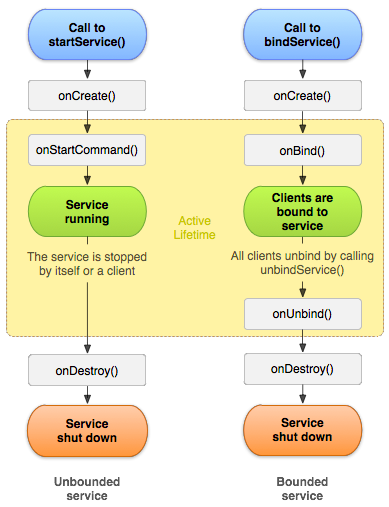 Call to
startService()
onCreate()
onStartCommand()
Service
running
The service is stopped
by itself or a client
onDestroy()
Service
shut down
Unbounded
service
Active
Lifetime
Call to
bindService()
onCreate()
onBind()
Clients are
bound to
service
All clients unbind by calling
unbindService()
onUnbind()
onDestroy()
Service
shut down
Bounded
service